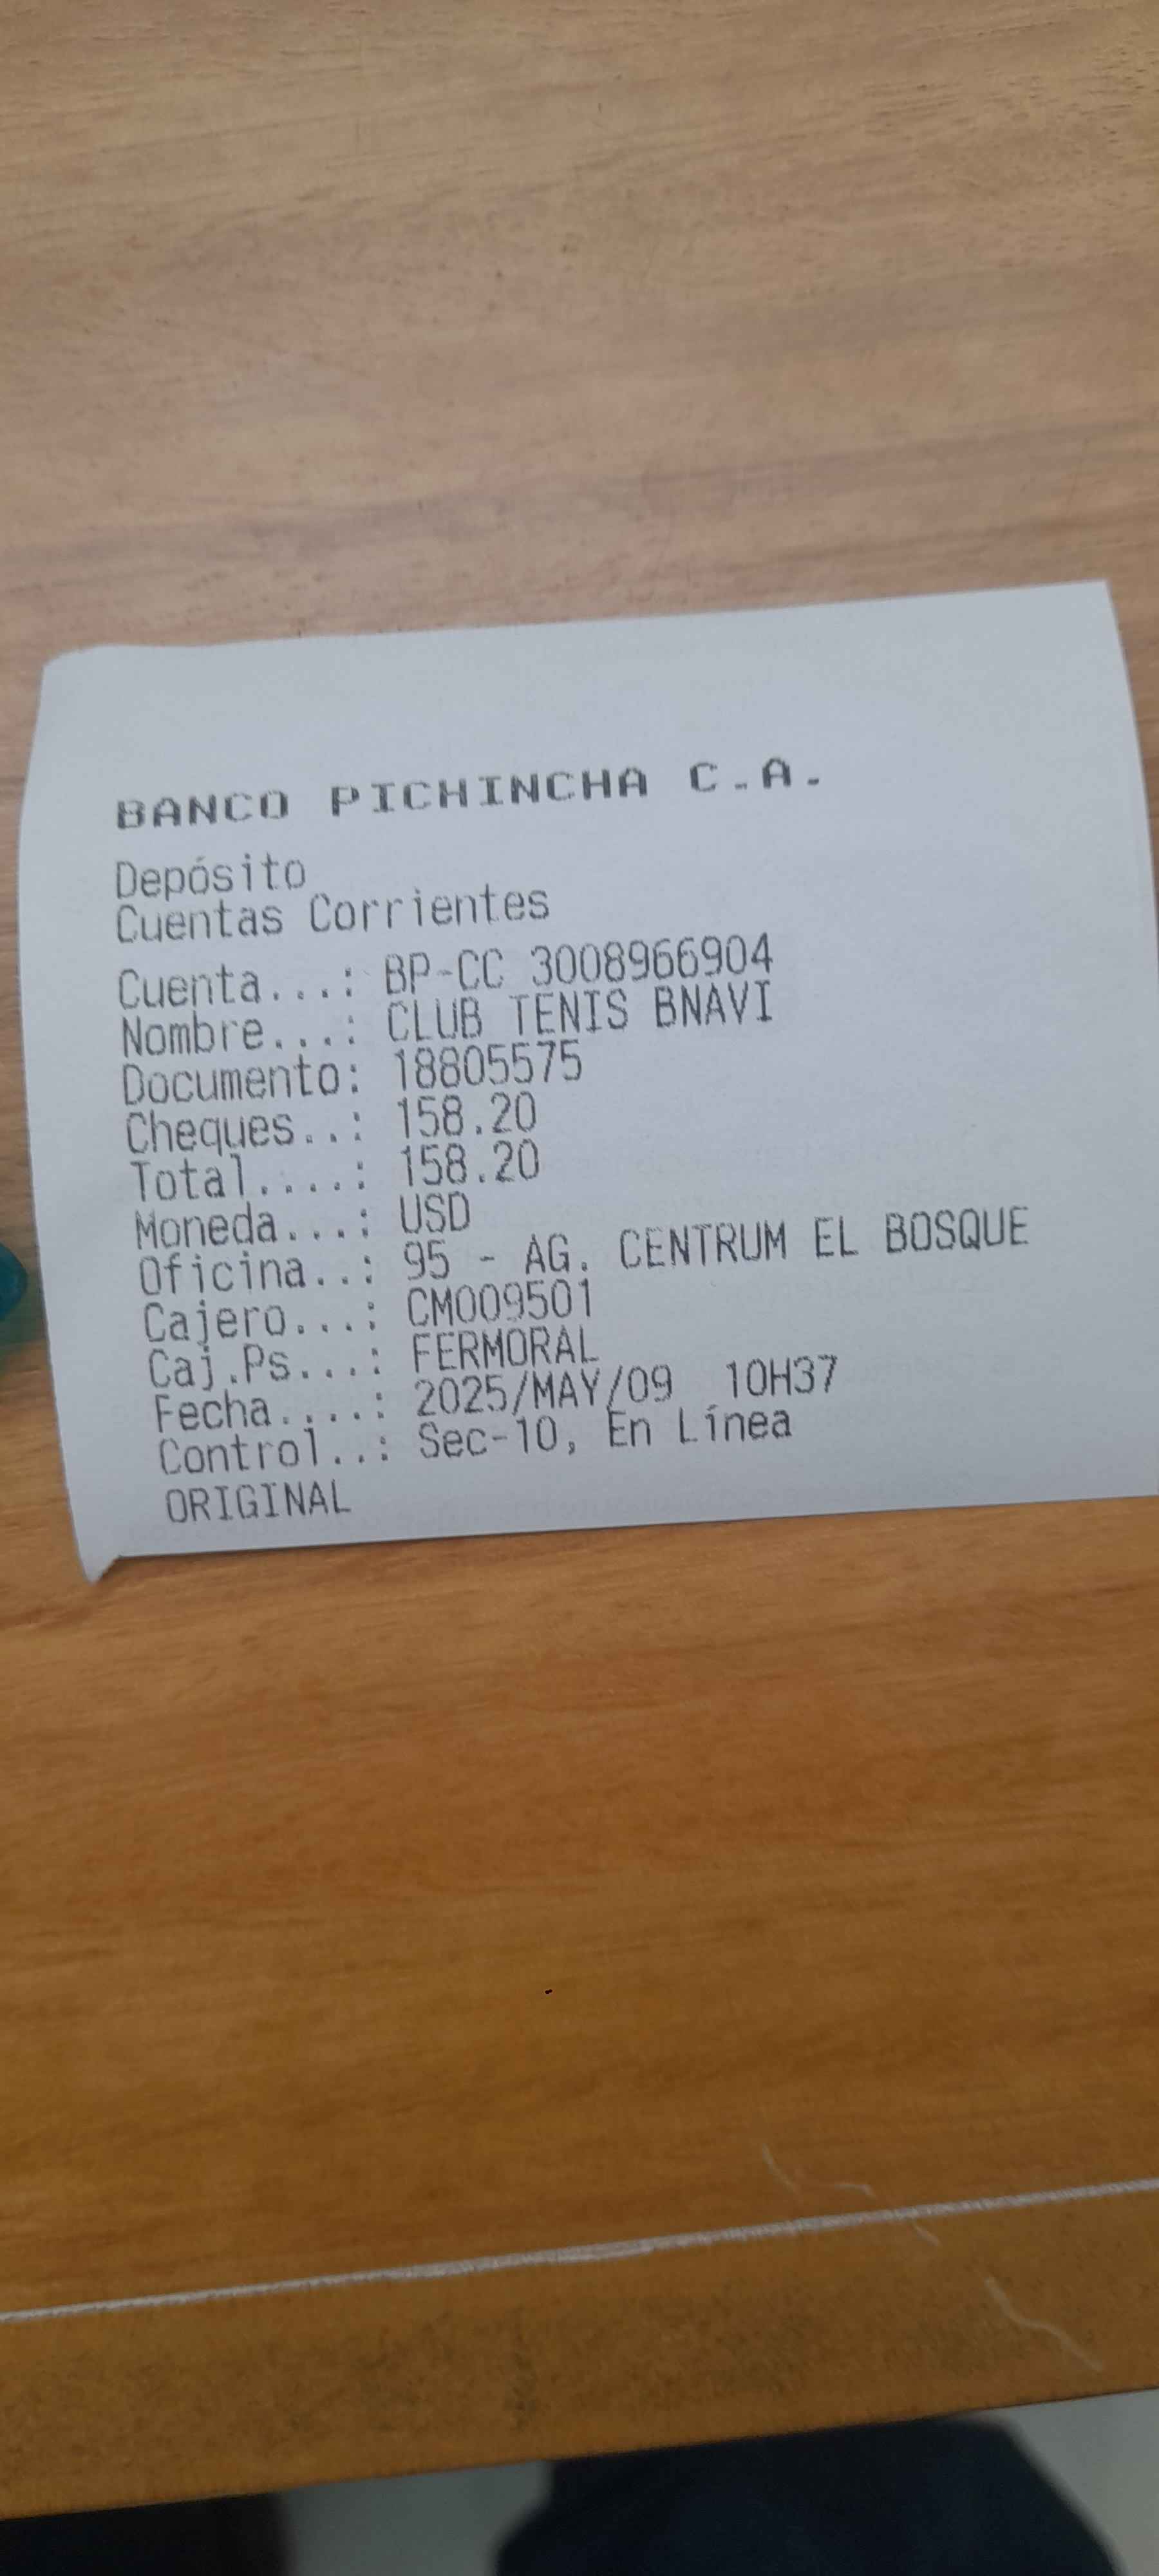 BANCO PICHINCHA C.A.
Depósito
Cuentas Corrientes
Cuenta...: BP-CC 3008966904
Nombre...: CLUB TENIS BNAVI
Documento: 18805575
Cheques..: 158.20
Total....: 158.20
Moneda...: USD
Oficina..: 95 - AG. CENTRUM EL BOSQUE
Cajero...: CM009501
Caj.Ps...: FERMORAL
Fecha....: 2025/MAY/09 10H37
Control..: Sec-10, En Línea
ORIGINAL